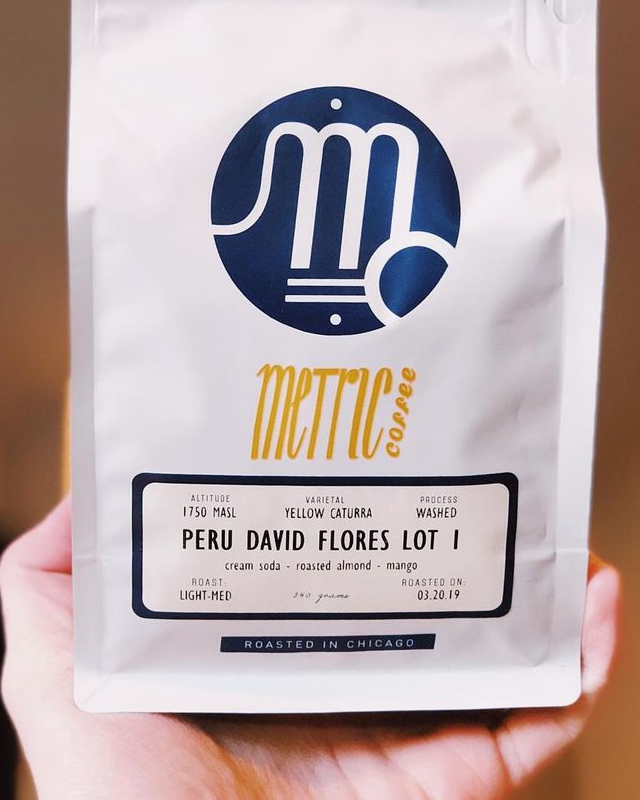 m
metric coffee
ALTITUDE VARIETAL PROCESS
1750 MASL YELLOW CATURRA WASHED
PERU DAVID FLORES LOT 1
cream soda - roasted almond - mango
ROAST: ROASTED ON:
LIGHT-MED 340 grams 03.20.19
ROASTED IN CHICAGO